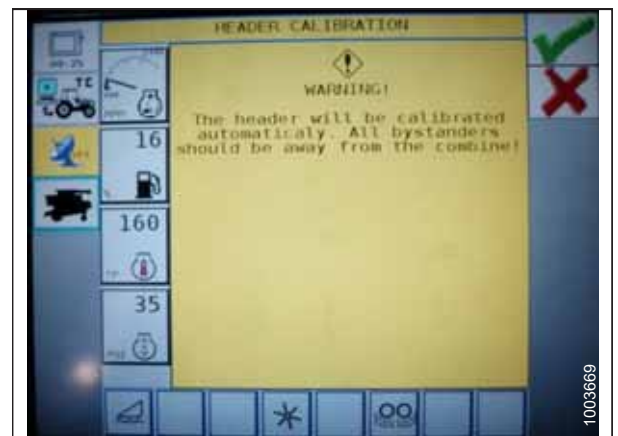 HEADER CALIBRATION
WARNING!
The header will be calibrated
automaticaly. All bystanders
should be away from the combine!
TC
16
160
35
1003669